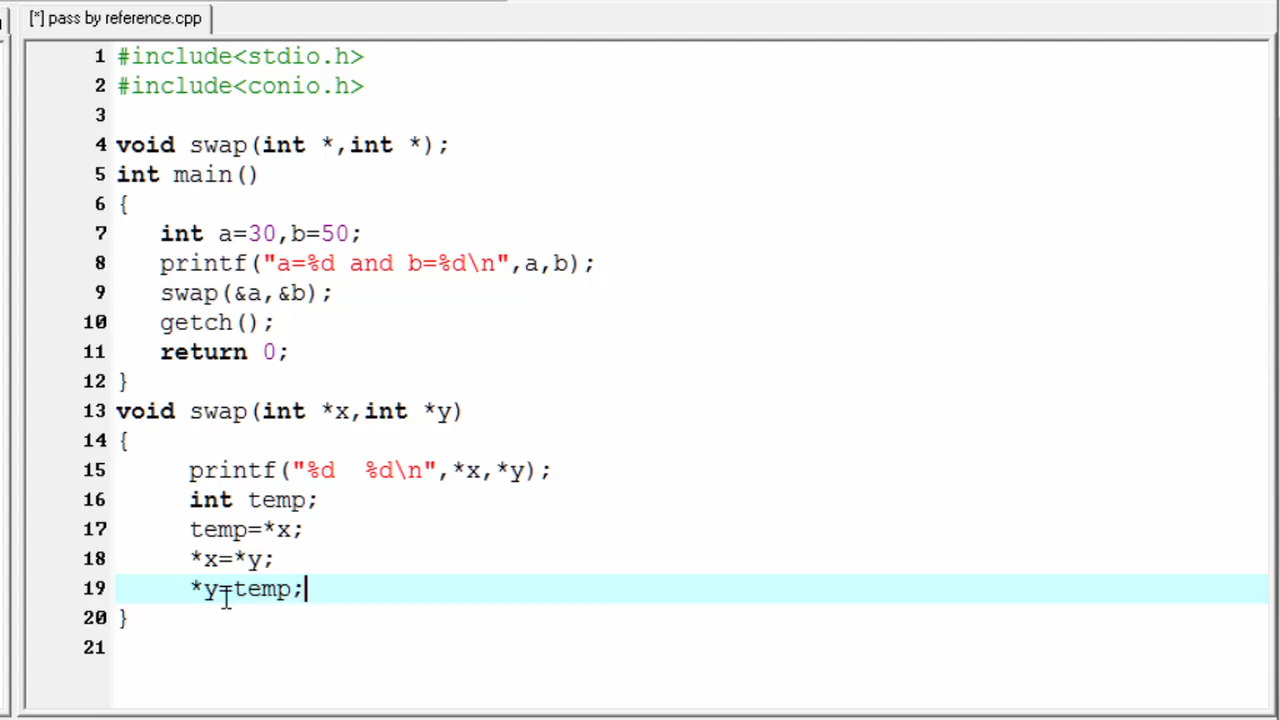 [*] pass by reference.cpp
1 #include<stdio.h>
2 #include<conio.h>
3
4 void swap(int *,int *);
5 int main()
6 {
7 int a=30,b=50;
8 printf("a=%d and b=%d\n",a,b);
9 swap(&a,&b);
10 getch();
11 return 0;
12 }
13 void swap(int *x,int *y)
14 {
15 printf("%d  %d\n",*x,*y);
16 int temp;
17 temp=*x;
18 *x=*y;
19 *y=temp;
20 }
21